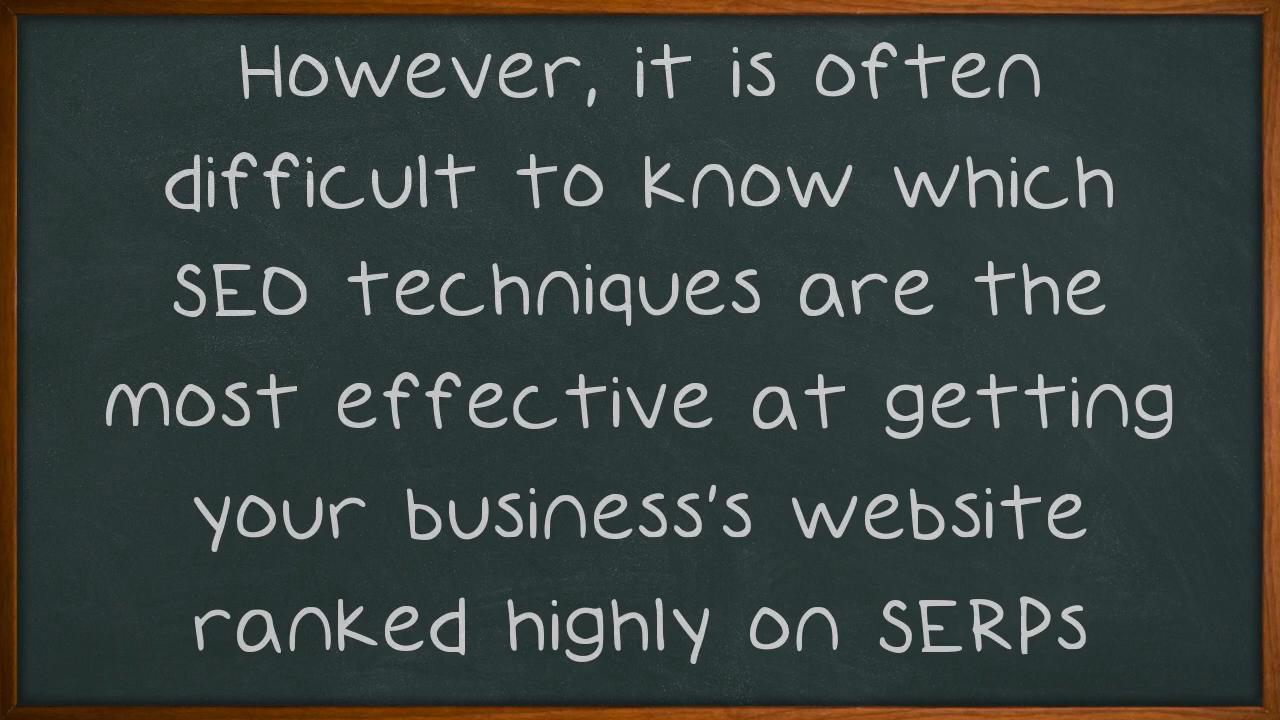 However, it is often
difficult to know which
SEO techniques are the
most effective at getting
your business's website
ranked highly on SERPs